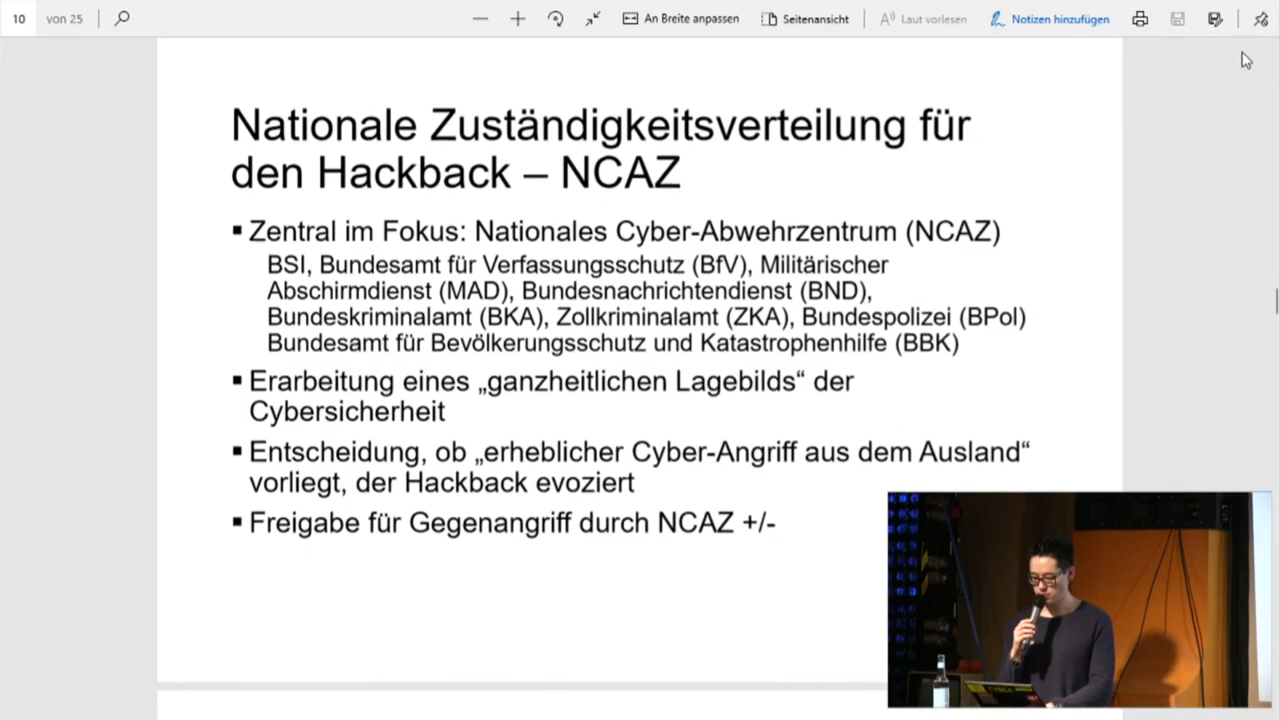 10 von 25
An Breite anpassen
Seitenansicht
Laut vorlesen
Notizen hinzufügen
Nationale Zuständigkeitsverteilung für
den Hackback – NCAZ
▪ Zentral im Fokus: Nationales Cyber-Abwehrzentrum (NCAZ)
BSI, Bundesamt für Verfassungsschutz (BfV), Militärischer
Abschirmdienst (MAD), Bundesnachrichtendienst (BND),
Bundeskriminalamt (BKA), Zollkriminalamt (ZKA), Bundespolizei (BPol)
Bundesamt für Bevölkerungsschutz und Katastrophenhilfe (BBK)
▪ Erarbeitung eines „ganzheitlichen Lagebilds“ der
Cybersicherheit
▪ Entscheidung, ob „erheblicher Cyber-Angriff aus dem Ausland“
vorliegt, der Hackback evoziert
▪ Freigabe für Gegenangriff durch NCAZ +/-
CYBER